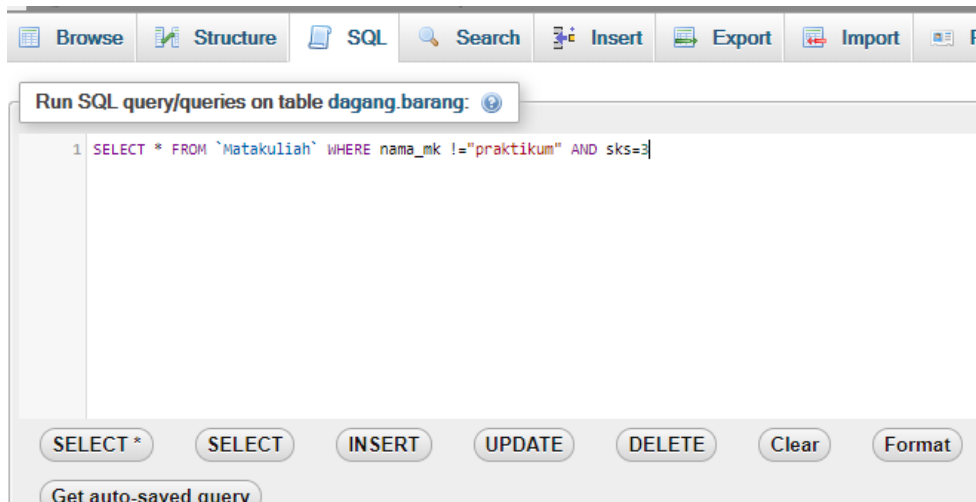 Browse Structure SQL Search Insert Export Import
Run SQL query/queries on table dagang.barang:
1 SELECT * FROM `Matakuliah` WHERE nama_mk !="praktikum" AND sks=3
SELECT * SELECT INSERT UPDATE DELETE Clear Format
Get auto-saved query